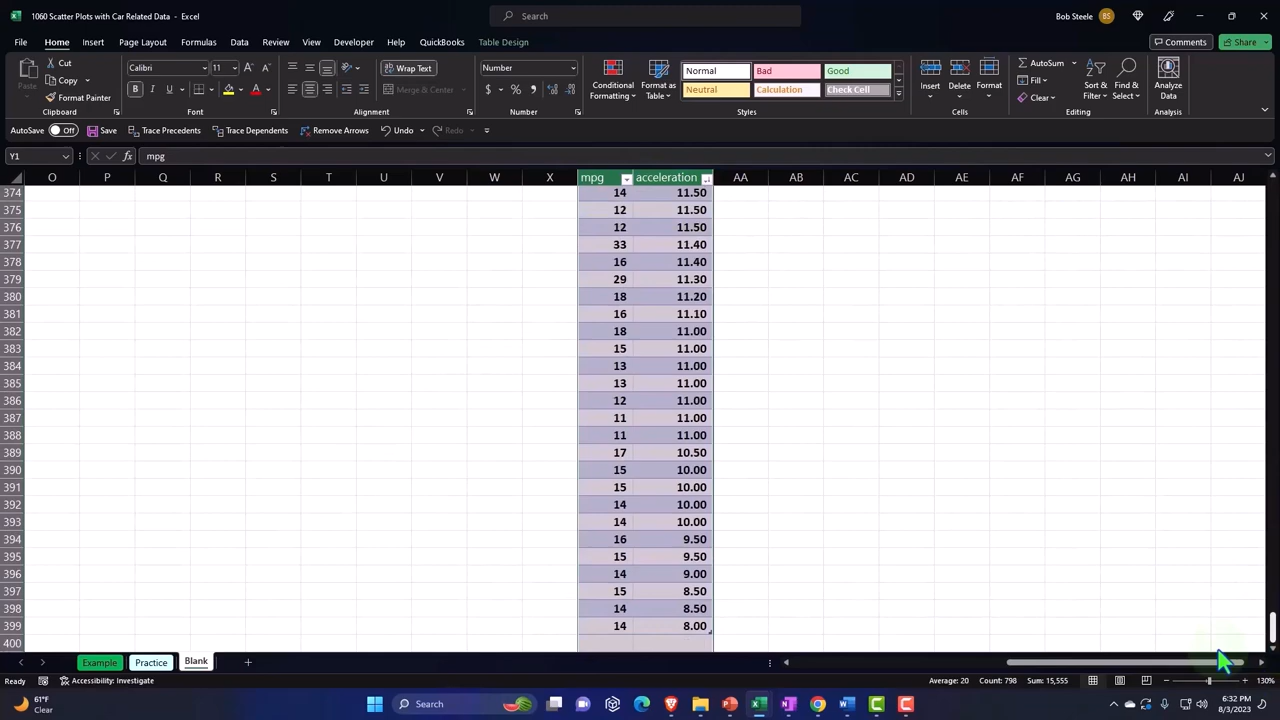 1060 Scatter Plots with Car Related Data - Excel
Search
Bob Steele BS
File Home Insert Page Layout Formulas Data Review View Developer Help QuickBooks Table Design Comments Share
Cut Calibri 11 Wrap Text Number Normal Bad Good AutoSum
Copy Fill
Format Painter B I U A Merge & Center $ % Conditional Formatting Format as Table Neutral Calculation Check Cell Insert Delete Format Clear Sort & Filter Find & Select Analyze Data
Clipboard Font Alignment Number Styles Cells Editing Analysis
AutoSave Off Save Trace Precedents Trace Dependents Remove Arrows Undo Redo
Y1 fx mpg
O P Q R S T U V W X mpg acceleration AA AB AC AD AE AF AG AH AI AJ
374 14 11.50
375 12 11.50
376 12 11.50
377 33 11.40
378 16 11.40
379 29 11.30
380 18 11.20
381 16 11.10
382 18 11.00
383 15 11.00
384 13 11.00
385 13 11.00
386 12 11.00
387 11 11.00
388 11 11.00
389 17 10.50
390 15 10.00
391 15 10.00
392 14 10.00
393 14 10.00
394 16 9.50
395 15 9.50
396 14 9.00
397 15 8.50
398 14 8.50
399 14 8.00
400
Example Practice Blank
Ready Accessibility: Investigate Average: 20 Count: 798 Sum: 15,555 130%
61°F
Clear
Search
6:32 PM
8/3/2023